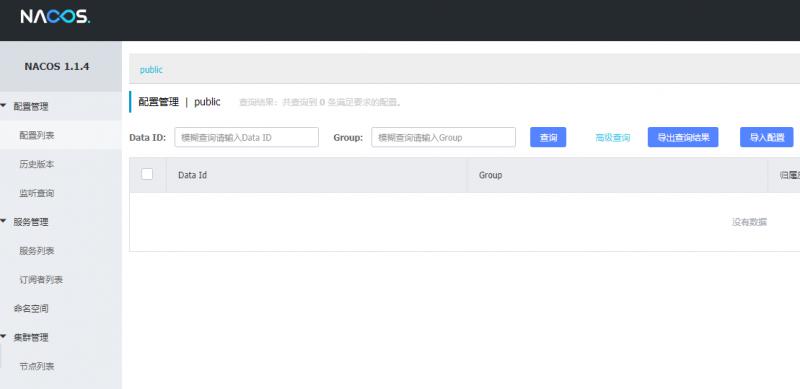 NACOS.
NACOS 1.1.4
public
配置管理
配置管理 | public 查询结果：共查询到 0 条满足要求的配置。
配置列表
Data ID: 模糊查询请输入Data ID Group: 模糊查询请输入Group 查询 高级查询 导出查询结果 导入配置
历史版本
Data Id Group 归属
监听查询
服务管理
没有数据
服务列表
订阅者列表
命名空间
集群管理
节点列表